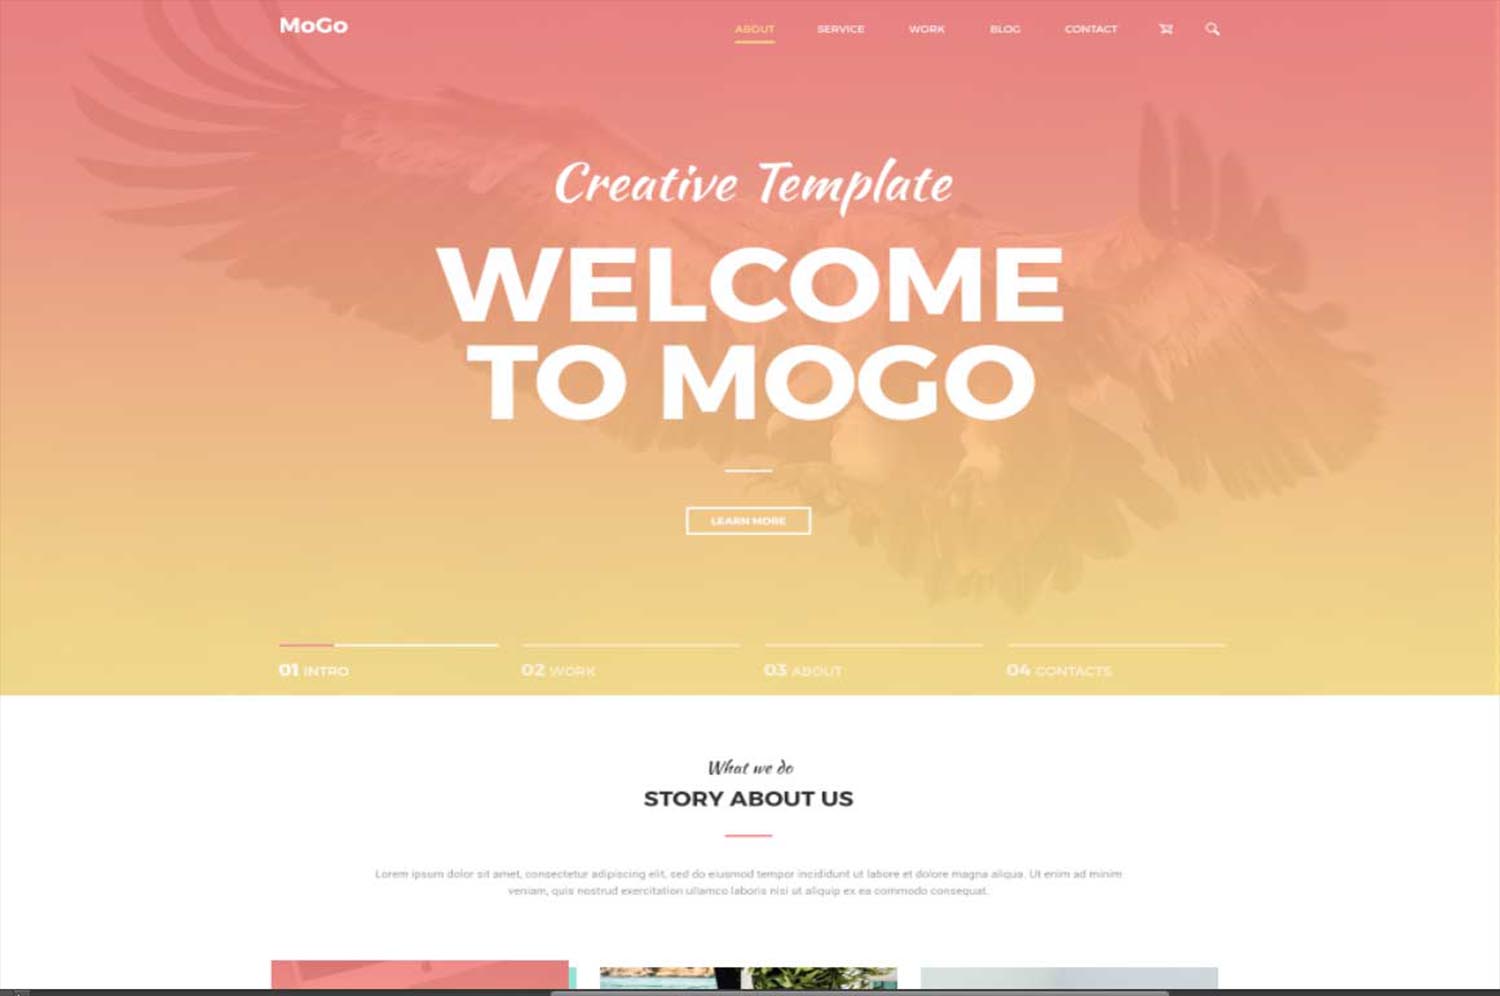 MoGo
ABOUT SERVICE WORK BLOG CONTACT
Creative Template
WELCOME
TO MOGO
LEARN MORE
01 INTRO 02 WORK 03 ABOUT 04 CONTACTS
What we do
STORY ABOUT US
Lorem ipsum dolor sit amet, consectetur adipiscing elit, sed do eiusmod tempor incididunt ut labore et dolore magna aliqua. Ut enim ad minim
veniam, quis nostrud exercitation ullamco laboris nisi ut aliquip ex ea commodo consequat.